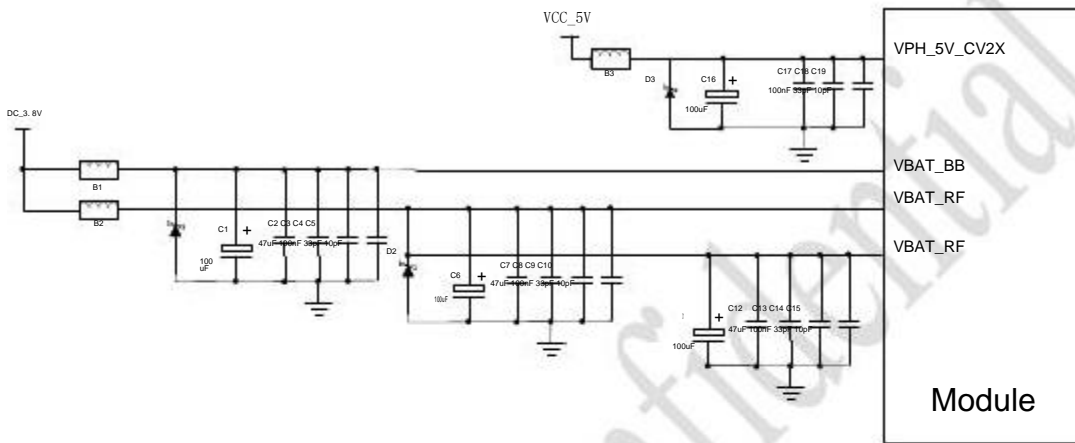 VCC_5V
VPH_5V_CV2X
B3
D3
C16
+
C17 C18 C19
100nF 33pF 10pF
100uF
DC_3.8V
VBAT_BB
B1
VBAT_RF
B2
C1
+
C2 C3 C4 C5
47uF 100nF 33pF 10pF
D2
100
uF
VBAT_RF
C6
+
C7 C8 C9 C10
47uF 100nF 33pF 10pF
100uF
+
C12 C13 C14 C15
47uF 100nF 33pF 10pF
100uF
Module